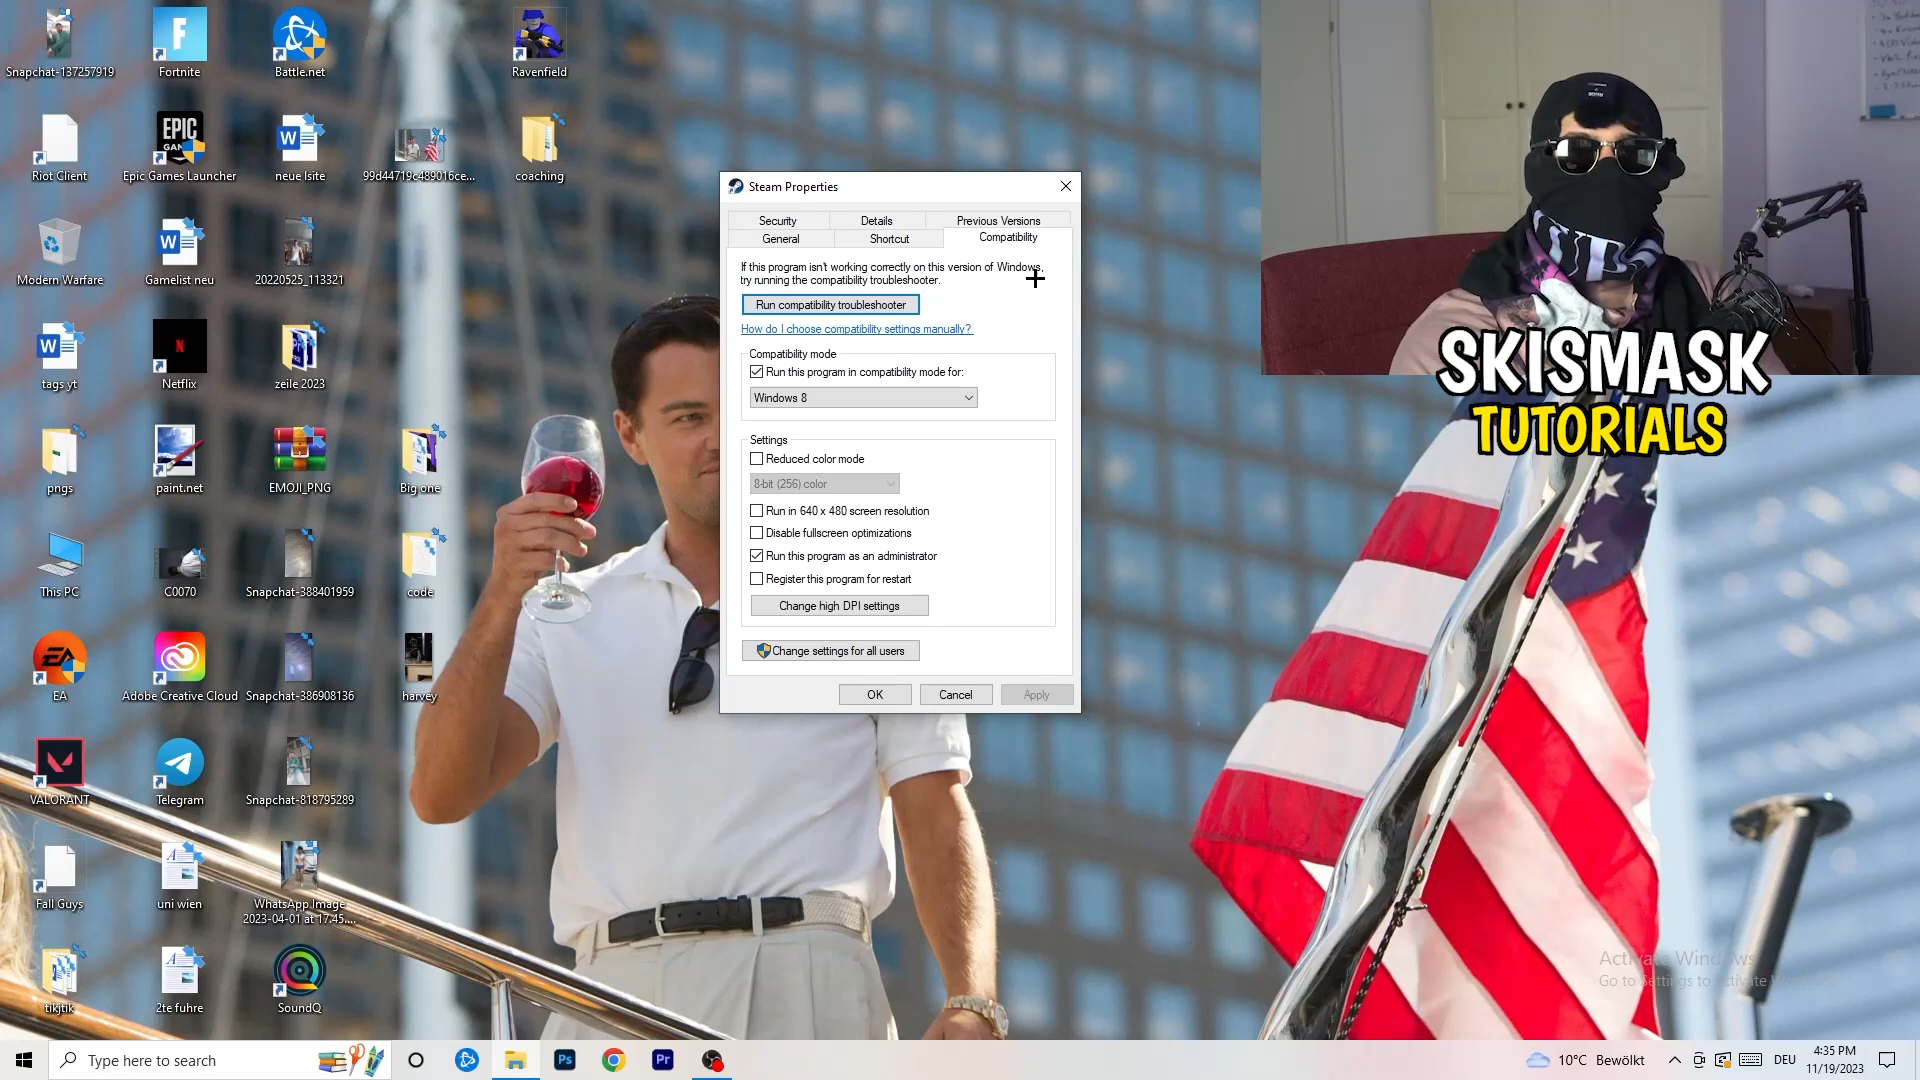 Snapchat-137257919
Fortnite
Battle.net
Ravenfield
Riot Client
EPIC
Epic Games Launcher
neue lsite
99d44719c489016ce...
coaching
Modern Warfare
Gamelist neu
20220525_113321
tags yt
N
Netflix
zeile 2023
pngs
paint.net
EMOJI_PNG
Big one
This PC
C0070
Snapchat-388401959
code
EA
EA
Adobe Creative Cloud
Snapchat-386908136
harvey
VALORANT
Telegram
Snapchat-818795289
Fall Guys
uni wien
WhatsApp Image
2023-04-01 at 17.45....
tiktjik
2te fuhre
SoundQ
Steam Properties
Security
Details
Previous Versions
General
Shortcut
Compatibility
If this program isn't working correctly on this version of Windows,
try running the compatibility troubleshooter.
Run compatibility troubleshooter
How do I choose compatibility settings manually?
Compatibility mode
Run this program in compatibility mode for:
Windows 8
Settings
Reduced color mode
8-bit (256) color
Run in 640 x 480 screen resolution
Disable fullscreen optimizations
Run this program as an administrator
Register this program for restart
Change high DPI settings
Change settings for all users
OK
Cancel
Apply
SKISMASK
TUTORIALS
Activate Windows
Go to Settings to activate
Type here to search
Ps
Pr
10°C Bewölkt
DEU
4:35 PM
11/19/2023